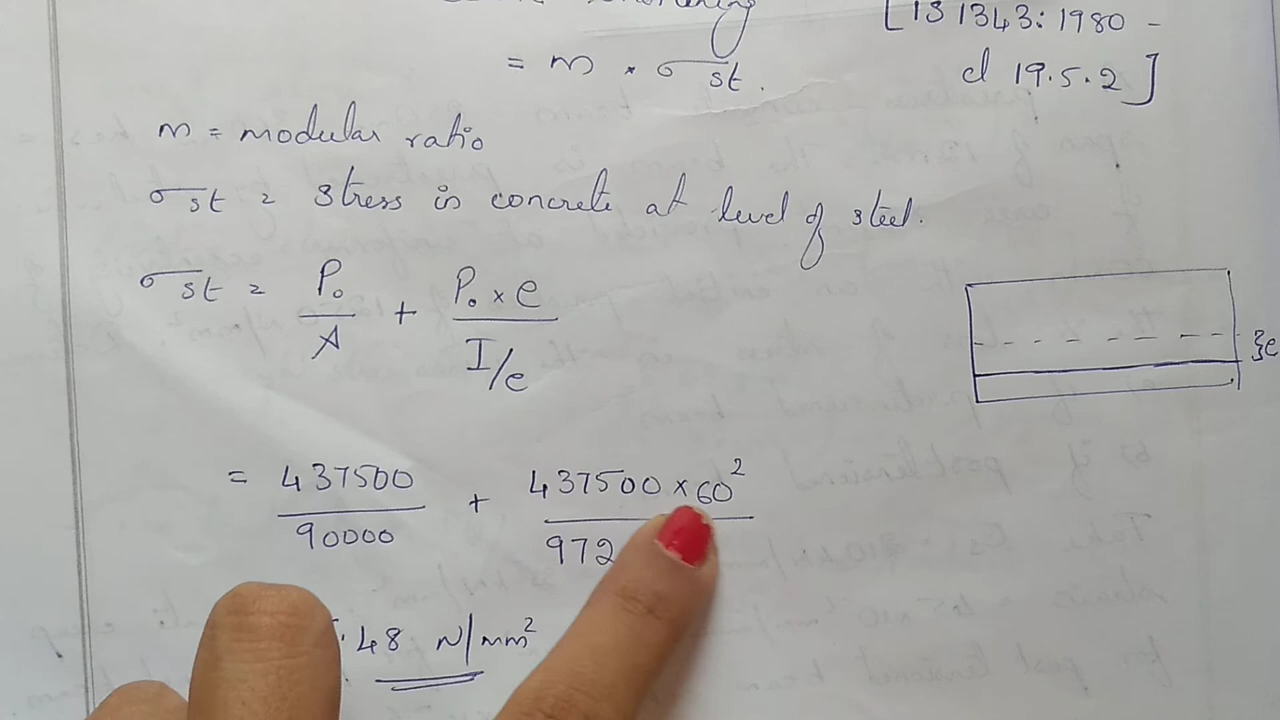 [IS 1343:1980 -
= m * σst.
cl 19.5.2]
m = modular ratio
σst = stress in concrete at level of steel.
σst = P₀/A + P₀ × e / I/e
}e
= 437500/90000 + 437500 × 60² / 972
.48 N/mm²